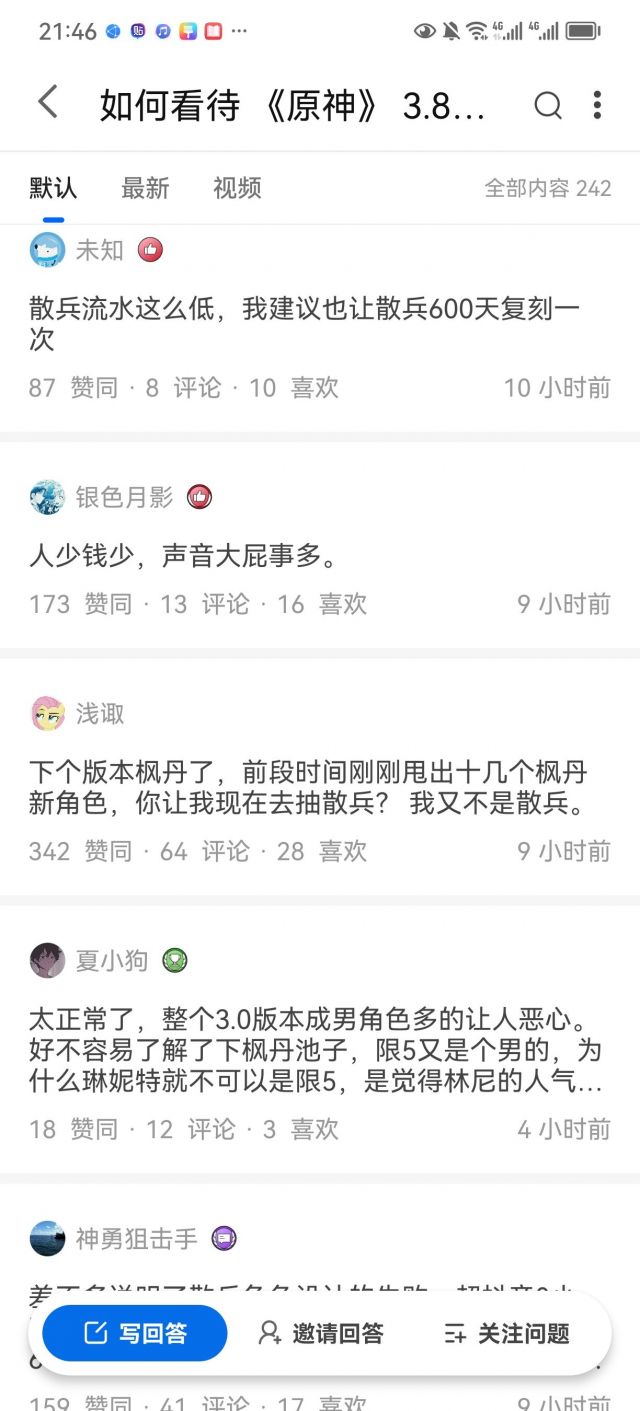 21:46
如何看待 《原神》 3.8...
默认 最新 视频 全部内容 242
未知
散兵流水这么低，我建议也让散兵600天复刻一
次
87 赞同 · 8 评论 · 10 喜欢 10 小时前
银色月影
人少钱少，声音大屁事多。
173 赞同 · 13 评论 · 16 喜欢 9 小时前
浅诹
下个版本枫丹了，前段时间刚刚甩出十几个枫丹
新角色，你让我现在去抽散兵？ 我又不是散兵。
342 赞同 · 64 评论 · 28 喜欢 9 小时前
夏小狗
太正常了，整个3.0版本成男角色多的让人恶心。
好不容易了解了下枫丹池子，限5又是个男的，为
什么琳妮特就不可以是限5，是觉得林尼的人气...
18 赞同 · 12 评论 · 3 喜欢 4 小时前
神勇狙击手
写回答 邀请回答 关注问题
159 赞同 · 41 评论 · 17 喜欢 9 小时前